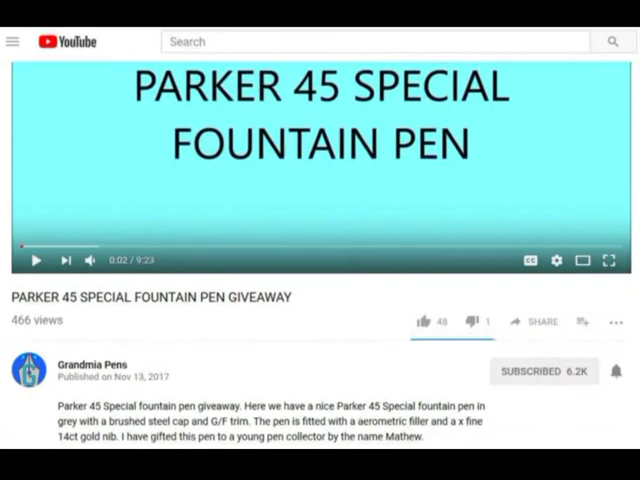 YouTube
Search
PARKER 45 SPECIAL
FOUNTAIN PEN
0:02 / 9:23
CC
PARKER 45 SPECIAL FOUNTAIN PEN GIVEAWAY
466 views
48 1 SHARE
Grandmia Pens
Published on Nov 13, 2017
SUBSCRIBED 6.2K
Parker 45 Special fountain pen giveaway. Here we have a nice Parker 45 Special fountain pen in
grey with a brushed steel cap and G/F trim. The pen is fitted with a aerometric filler and a x fine
14ct gold nib. I have gifted this pen to a young pen collector by the name Mathew.